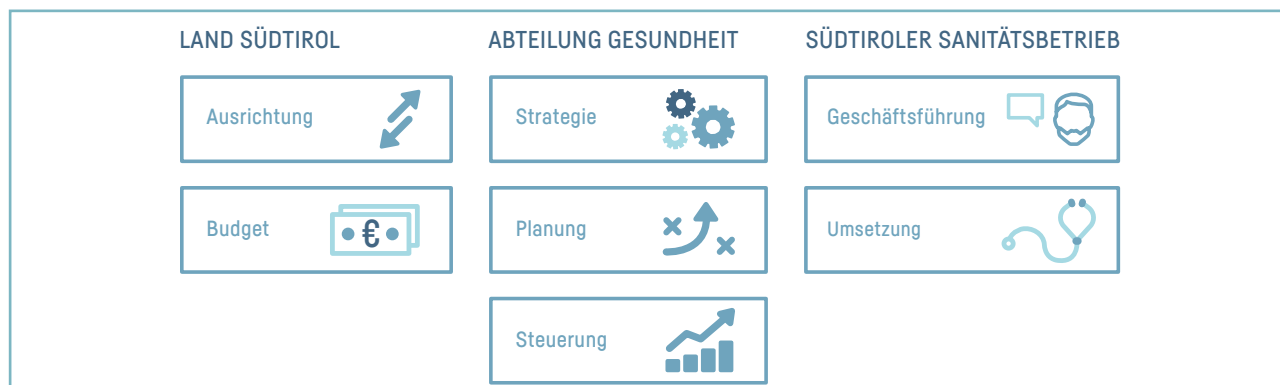 LAND SÜDTIROL
Ausrichtung
Budget
€
ABTEILUNG GESUNDHEIT
Strategie
Planung
Steuerung
SÜDTIROLER SANITÄTSBETRIEB
Geschäftsführung
Umsetzung